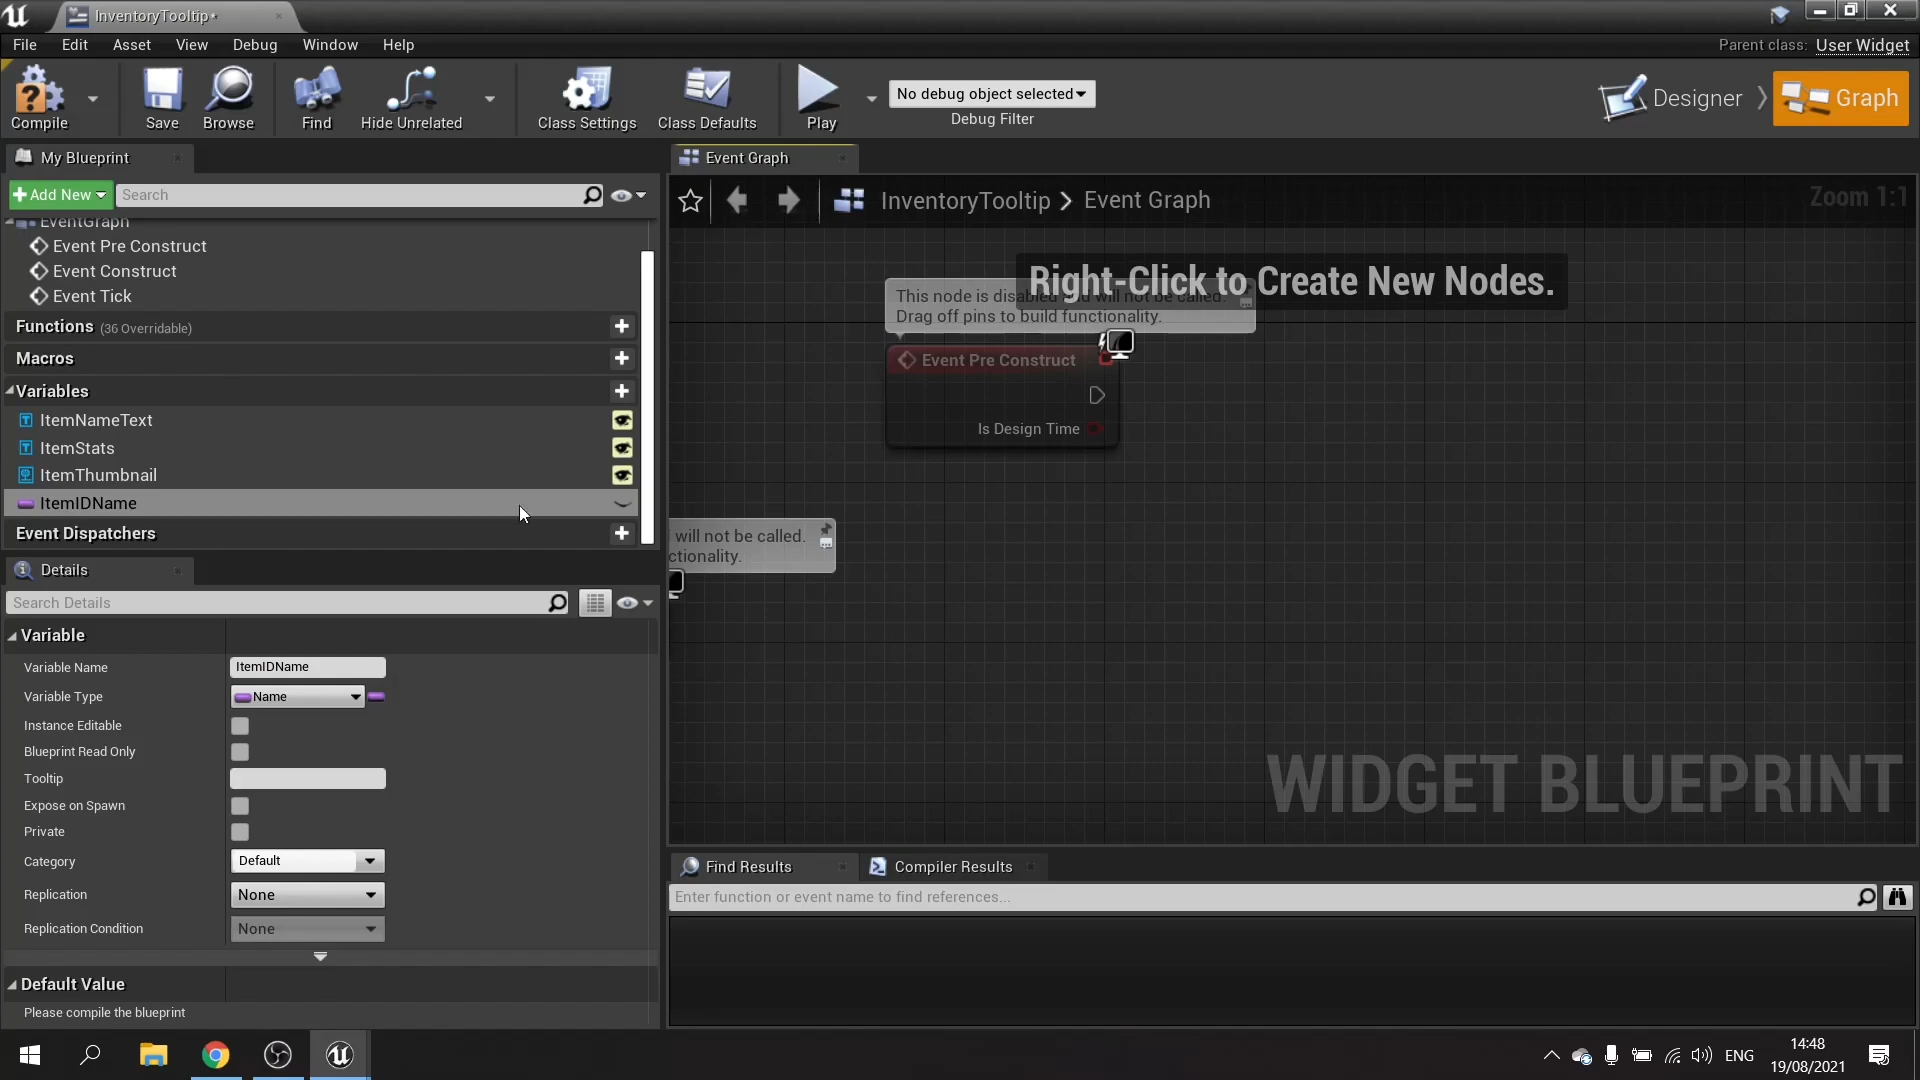 InventoryTooltip*
File Edit Asset View Debug Window Help
Parent class: User Widget
Compile
Save
Browse
Find
Hide Unrelated
Class Settings
Class Defaults
Play
No debug object selected
Debug Filter
Designer
Graph
My Blueprint
Add New
Search
EventGraph
Event Pre Construct
Event Construct
Event Tick
Functions (36 Overridable)
Macros
Variables
ItemNameText
ItemStats
ItemThumbnail
ItemIDName
Event Dispatchers
Details
Search Details
Variable
Variable Name ItemIDName
Variable Type Name
Instance Editable
Blueprint Read Only
Tooltip
Expose on Spawn
Private
Category Default
Replication None
Replication Condition None
Default Value
Please compile the blueprint
Event Graph
InventoryTooltip > Event Graph
Zoom 1:1
Right-Click to Create New Nodes.
This node is disabled and will not be called.
Drag off pins to build functionality.
Event Pre Construct
Is Design Time
will not be called.
ctionality.
WIDGET BLUEPRINT
Find Results
Compiler Results
Enter function or event name to find references...
ENG
14:48
19/08/2021